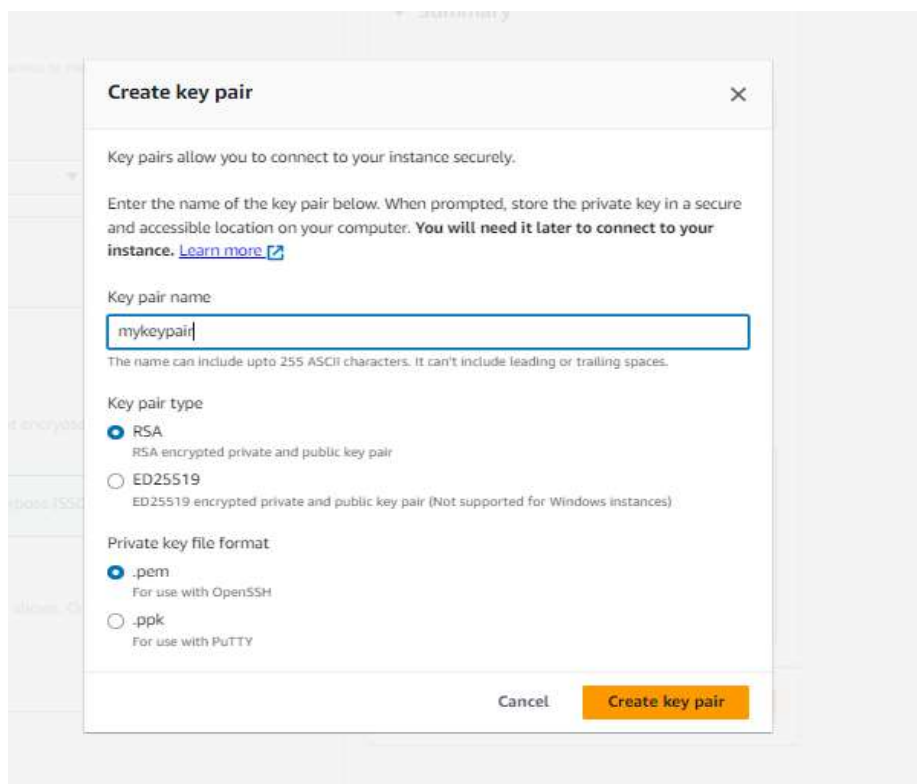 Summary
Create key pair
Key pairs allow you to connect to your instance securely.
Enter the name of the key pair below. When prompted, store the private key in a secure
and accessible location on your computer. You will need it later to connect to your
instance. Learn more
Key pair name
mykeypair
The name can include upto 255 ASCII characters. It can't include leading or trailing spaces.
Key pair type
RSA
RSA encrypted private and public key pair
ED25519
ED25519 encrypted private and public key pair (Not supported for Windows instances)
Private key file format
.pem
For use with OpenSSH
.ppk
For use with PuTTY
Cancel
Create key pair